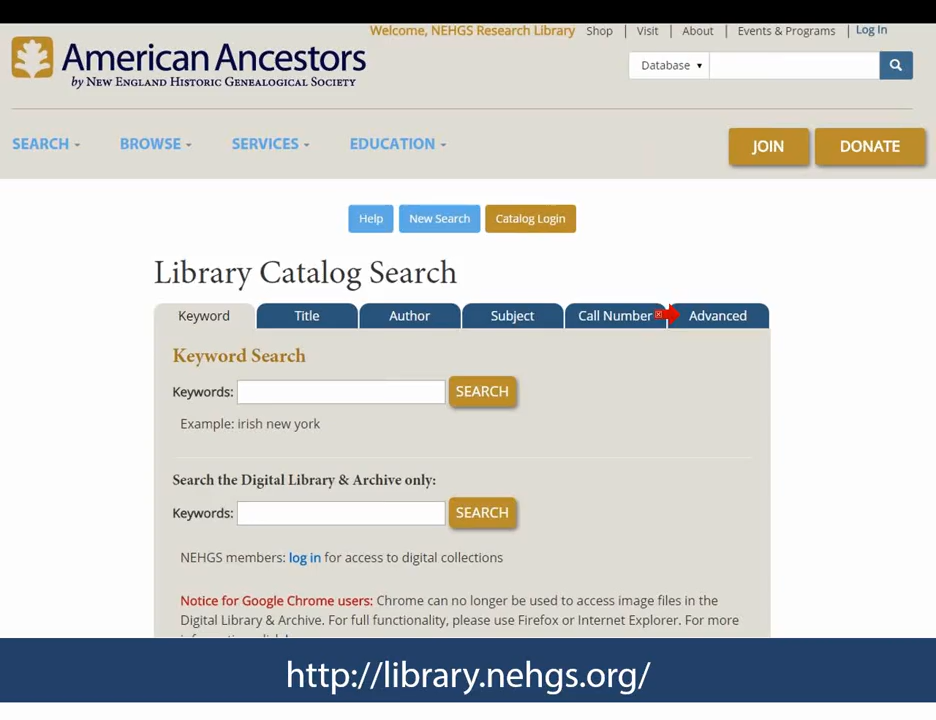 Welcome, NEHGS Research Library Shop | Visit | About | Events & Programs | Log In
American Ancestors
by NEW ENGLAND HISTORIC GENEALOGICAL SOCIETY
Database
SEARCH BROWSE SERVICES EDUCATION JOIN DONATE
Help New Search Catalog Login
Library Catalog Search
Keyword Title Author Subject Call Number Advanced
Keyword Search
Keywords: SEARCH
Example: irish new york
Search the Digital Library & Archive only:
Keywords: SEARCH
NEHGS members: log in for access to digital collections
Notice for Google Chrome users: Chrome can no longer be used to access image files in the
Digital Library & Archive. For full functionality, please use Firefox or Internet Explorer. For more
http://library.nehgs.org/